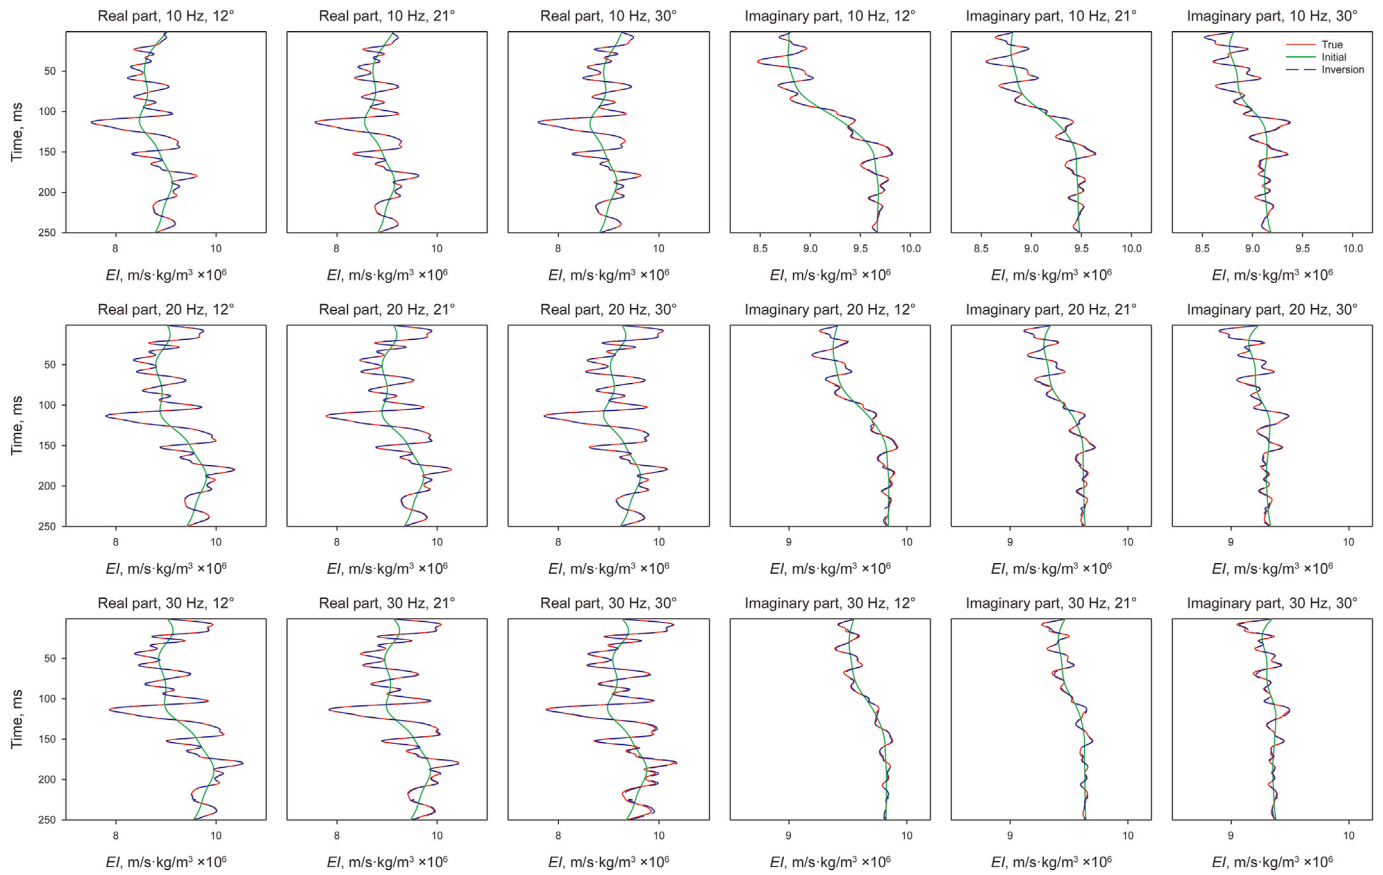 Real part, 10 Hz, 12° Real part, 10 Hz, 21° Real part, 10 Hz, 30° Imaginary part, 10 Hz, 12° Imaginary part, 10 Hz, 21° Imaginary part, 10 Hz, 30°
True
Initial
Inversion
Time, ms
50
100
150
200
250
8 10 8 10 8 10 8.5 9.0 9.5 10.0 8.5 9.0 9.5 10.0 8.5 9.0 9.5 10.0
EI, m/s·kg/m³ ×10⁶ EI, m/s·kg/m³ ×10⁶ EI, m/s·kg/m³ ×10⁶ EI, m/s·kg/m³ ×10⁶ EI, m/s·kg/m³ ×10⁶ EI, m/s·kg/m³ ×10⁶
Real part, 20 Hz, 12° Real part, 20 Hz, 21° Real part, 20 Hz, 30° Imaginary part, 20 Hz, 12° Imaginary part, 20 Hz, 21° Imaginary part, 20 Hz, 30°
Time, ms
50
100
150
200
250
8 10 8 10 8 10 9 10 9 10 9 10
EI, m/s·kg/m³ ×10⁶ EI, m/s·kg/m³ ×10⁶ EI, m/s·kg/m³ ×10⁶ EI, m/s·kg/m³ ×10⁶ EI, m/s·kg/m³ ×10⁶ EI, m/s·kg/m³ ×10⁶
Real part, 30 Hz, 12° Real part, 30 Hz, 21° Real part, 30 Hz, 30° Imaginary part, 30 Hz, 12° Imaginary part, 30 Hz, 21° Imaginary part, 30 Hz, 30°
Time, ms
50
100
150
200
250
8 10 8 10 8 10 9 10 9 10 9 10
EI, m/s·kg/m³ ×10⁶ EI, m/s·kg/m³ ×10⁶ EI, m/s·kg/m³ ×10⁶ EI, m/s·kg/m³ ×10⁶ EI, m/s·kg/m³ ×10⁶ EI, m/s·kg/m³ ×10⁶